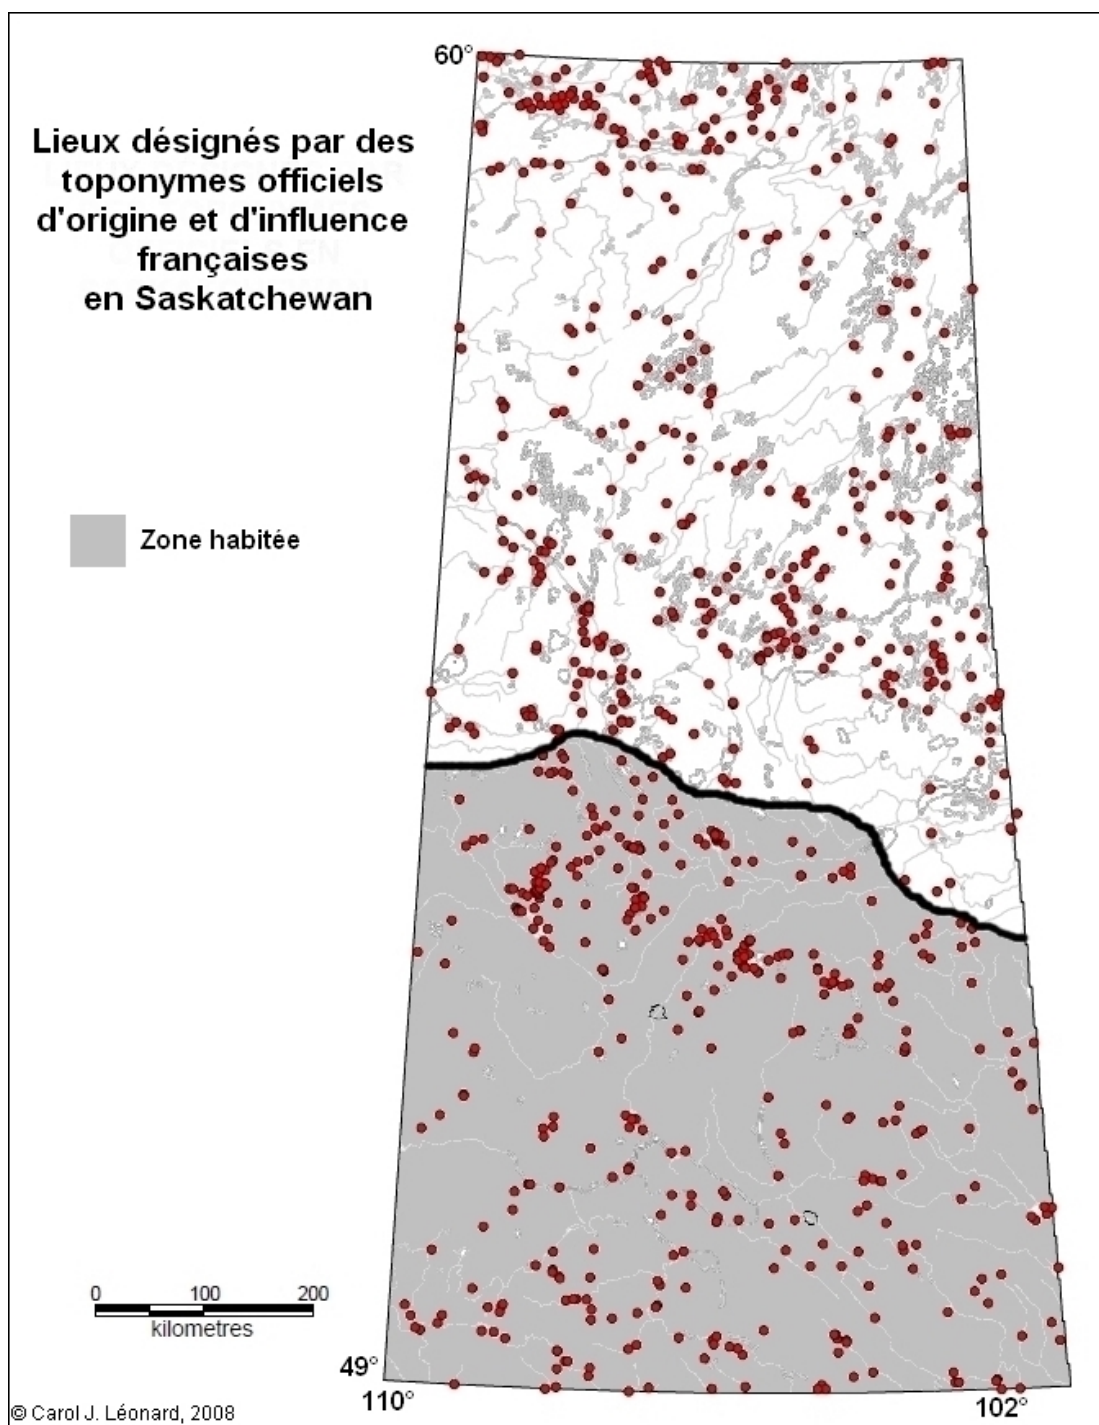 60°
Lieux désignés par des
toponymes officiels
d'origine et d'influence
françaises
en Saskatchewan
Zone habitée
0 100 200
kilometres
49°
110°
102°
© Carol J. Léonard, 2008